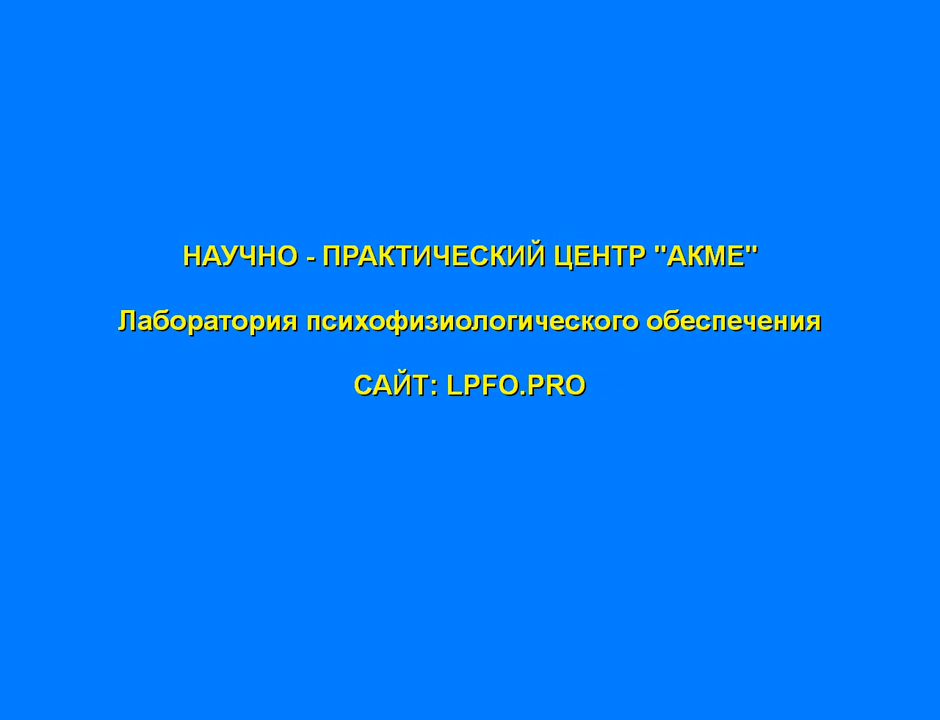 НАУЧНО - ПРАКТИЧЕСКИЙ ЦЕНТР "АКМЕ"
Лаборатория психофизиологического обеспечения
САЙТ: LPFO.PRO